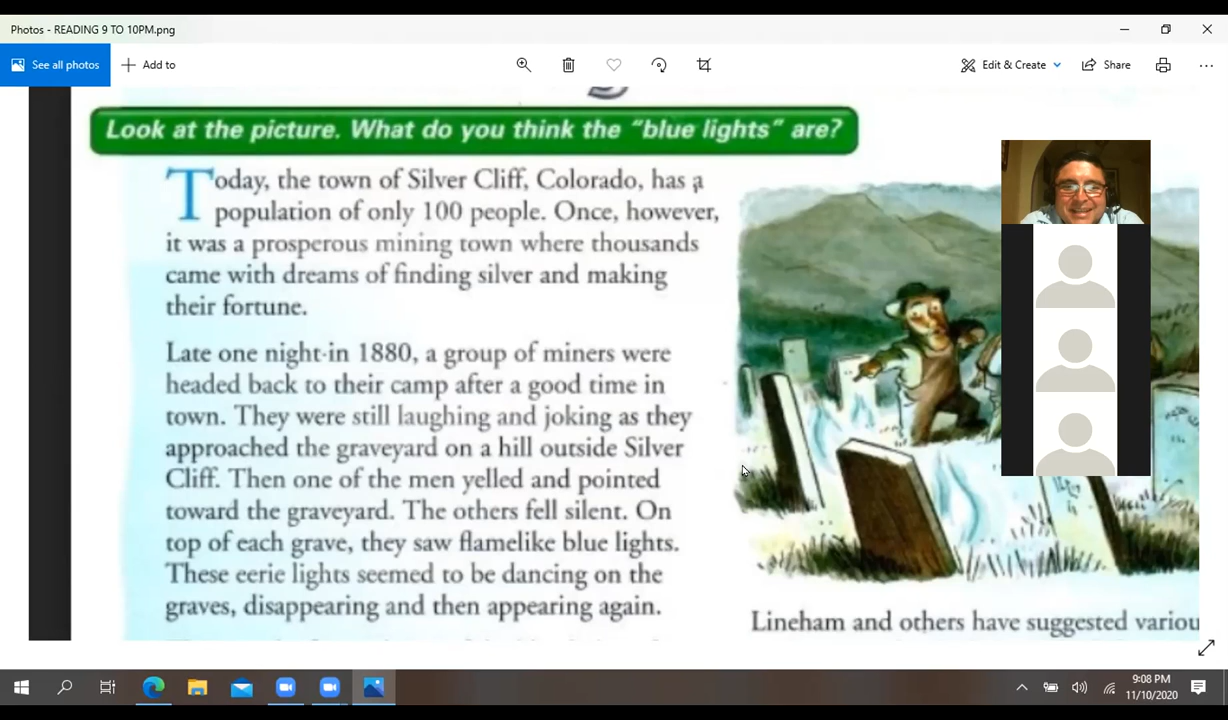 Photos - READING 9 TO 10PM.png
See all photos
Add to
Edit & Create
Share
Look at the picture. What do you think the "blue lights" are?
Today, the town of Silver Cliff, Colorado, has a
population of only 100 people. Once, however,
it was a prosperous mining town where thousands
came with dreams of finding silver and making
their fortune.
Late one night in 1880, a group of miners were
headed back to their camp after a good time in
town. They were still laughing and joking as they
approached the graveyard on a hill outside Silver
Cliff. Then one of the men yelled and pointed
toward the graveyard. The others fell silent. On
top of each grave, they saw flamelike blue lights.
These eerie lights seemed to be dancing on the
graves, disappearing and then appearing again.
Lineham and others have suggested variou
9:08 PM
11/10/2020